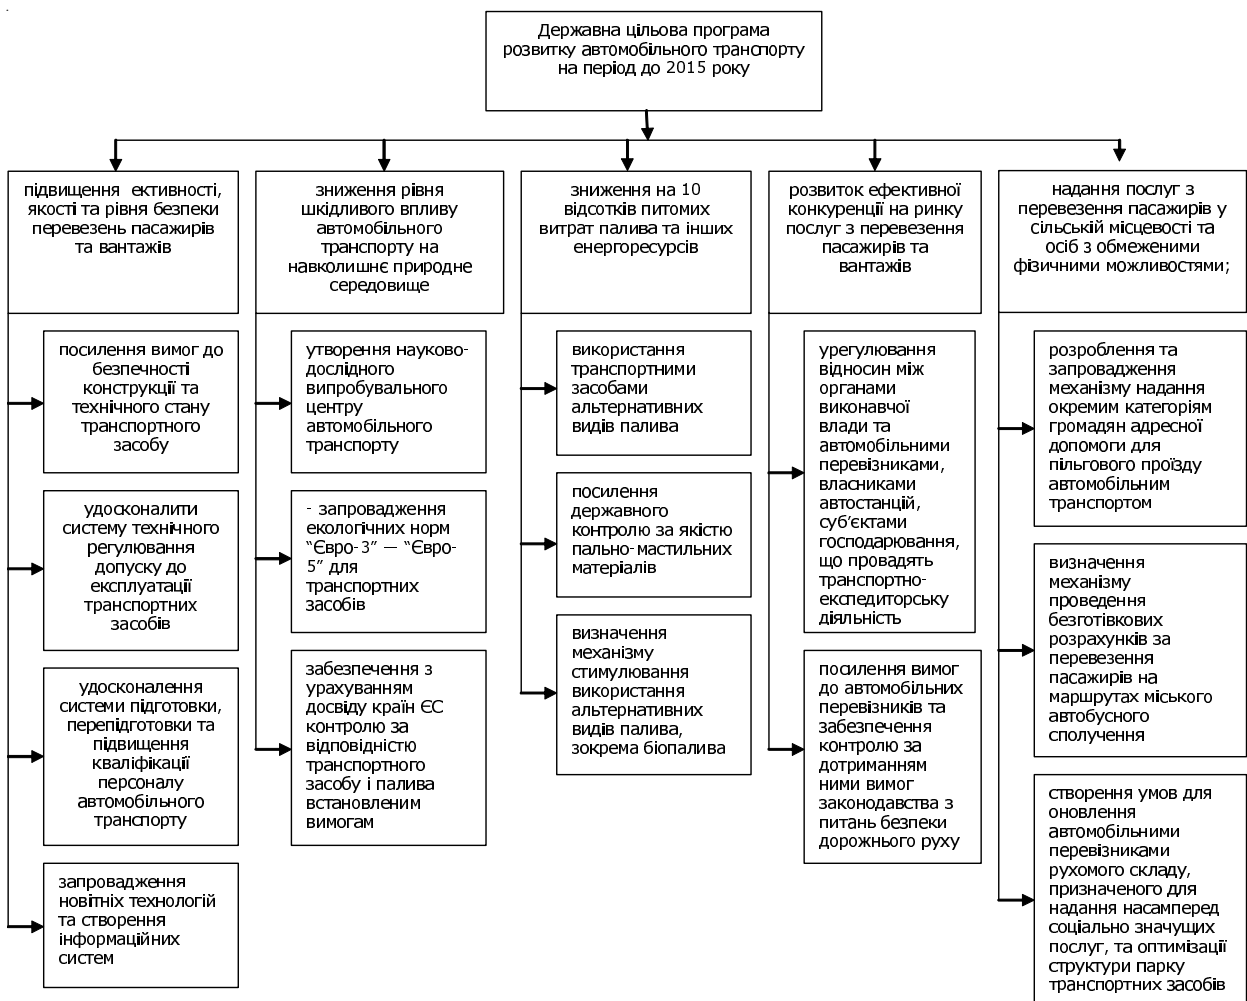 Державна цільова програма
розвитку автомобільного транспорту
на період до 2015 року
підвищення ективності,
якості та рівня безпеки
перевезень пасажирів
та вантажів
зниження рівня
шкідливого впливу
автомобільного
транспорту на
навколишнє природне
середовище
зниження на 10
відсотків питомих
витрат палива та інших
енергоресурсів
розвиток ефективної
конкуренції на ринку
послуг з перевезення
пасажирів та
вантажів
надання послуг з
перевезення пасажирів у
сільській місцевості та
осіб з обмеженими
фізичними можливостями;
посилення вимог до
безпечності
конструкції та
технічного стану
транспортного
засобу
удосконалити
систему технічного
регулювання
допуску до
експлуатації
транспортних
засобів
удосконалення
системи підготовки,
перепідготовки та
підвищення
кваліфікації
персоналу
автомобільного
транспорту
запровадження
новітніх технологій
та створення
інформаційних
систем
утворення науково-
дослідного
випробувального
центру
автомобільного
транспорту
- запровадження
екологічних норм
“Євро-3” — “Євро-
5” для
транспортних
засобів
забезпечення з
урахуванням
досвіду країн ЄС
контролю за
відповідністю
транспортного
засобу і палива
встановленим
вимогам
використання
транспортними
засобами
альтернативних
видів палива
посилення
державного
контролю за якістю
пально-мастильних
матеріалів
визначення
механізму
стимулювання
використання
альтернативних
видів палива,
зокрема біопалива
урегулювання
відносин між
органами
виконавчої
влади та
автомобільними
перевізниками,
власниками
автостанцій,
суб’єктами
господарювання,
що провадять
транспортно-
експедиторську
діяльність
посилення вимог
до автомобільних
перевізників та
забезпечення
контролю за
дотриманням
ними вимог
законодавства з
питань безпеки
дорожнього руху
розроблення та
запровадження
механізму надання
окремим категоріям
громадян адресної
допомоги для
пільгового проїзду
автомобільним
транспортом
визначення
механізму
проведення
безготівкових
розрахунків за
перевезення
пасажирів на
маршрутах міського
автобусного
сполучення
створення умов для
оновлення
автомобільними
перевізниками
рухомого складу,
призначеного для
надання насамперед
соціально значущих
послуг, та оптимізації
структури парку
транспортних засобів